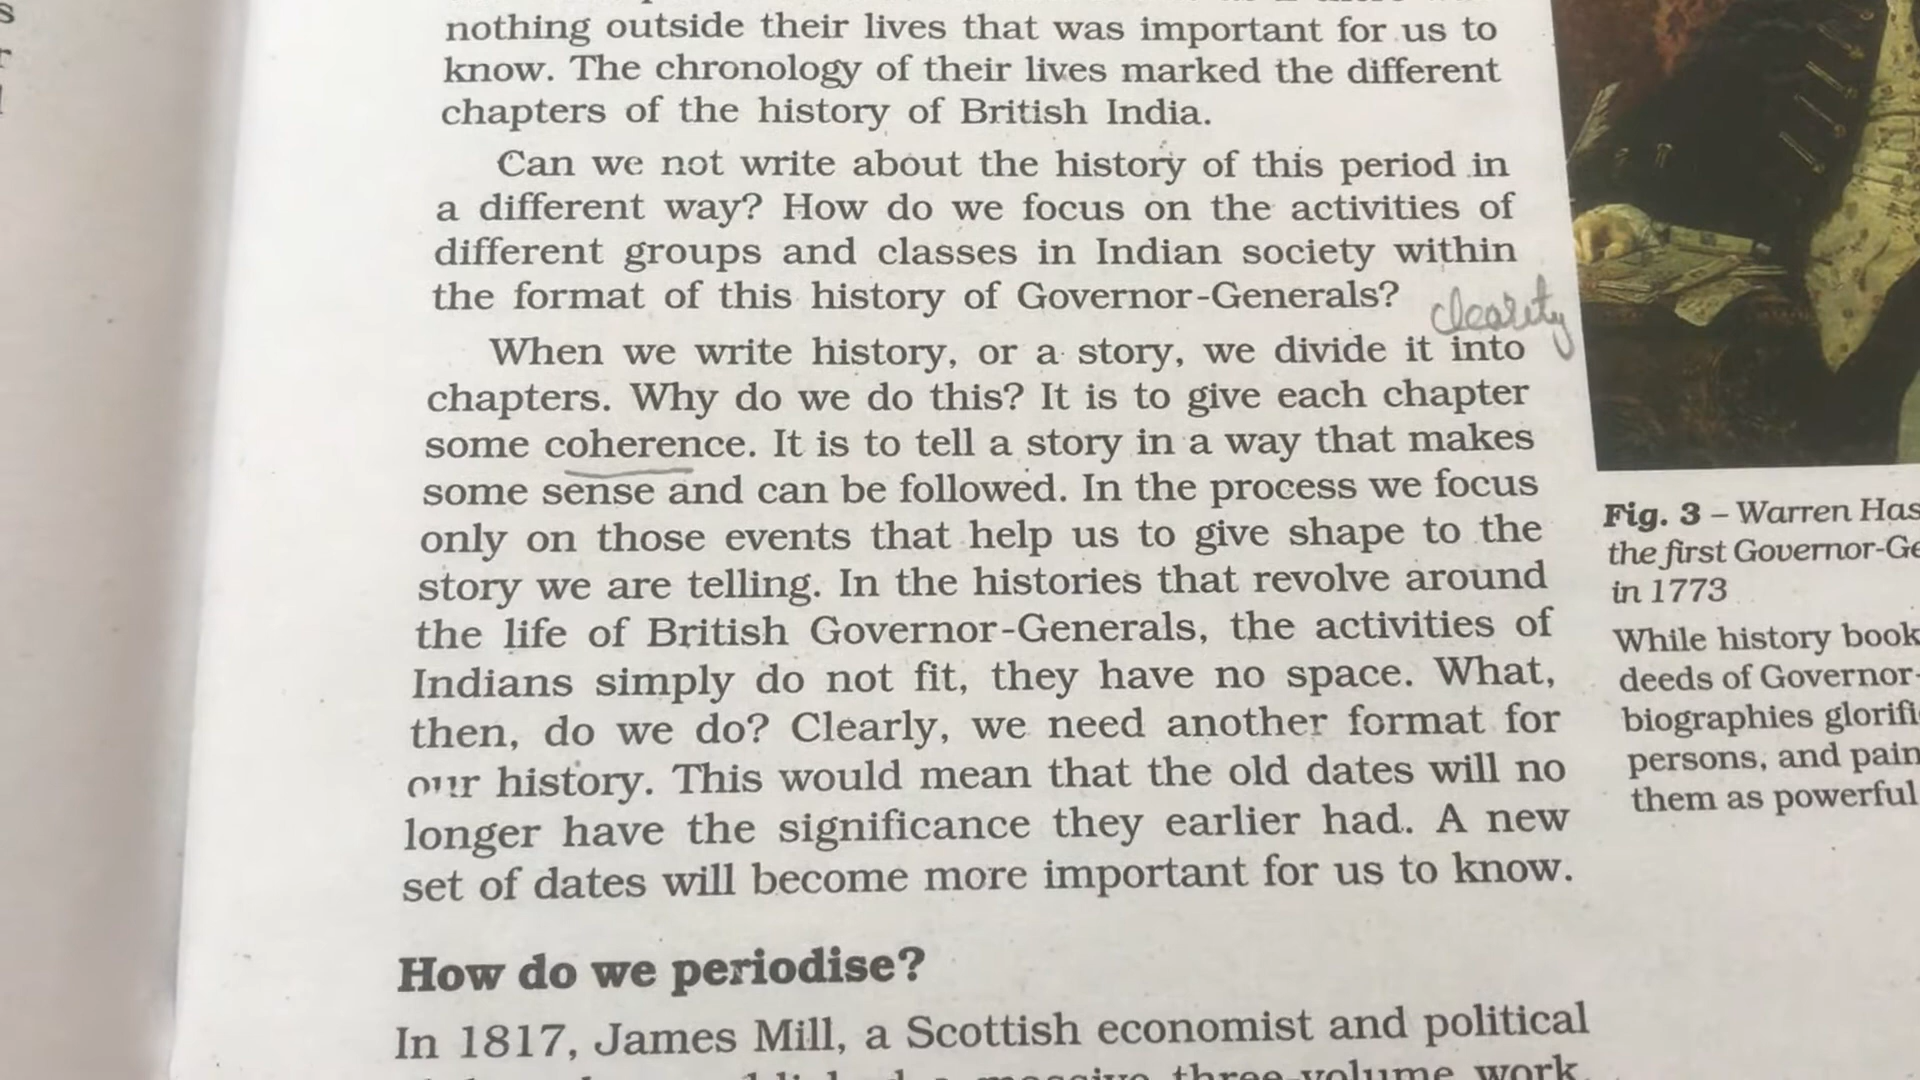 nothing outside their lives that was important for us to
know. The chronology of their lives marked the different
chapters of the history of British India.
Can we not write about the history of this period in
a different way? How do we focus on the activities of
different groups and classes in Indian society within
the format of this history of Governor-Generals?
clearity
When we write history, or a story, we divide it into
chapters. Why do we do this? It is to give each chapter
some coherence. It is to tell a story in a way that makes
some sense and can be followed. In the process we focus
only on those events that help us to give shape to the
story we are telling. In the histories that revolve around
the life of British Governor-Generals, the activities of
Indians simply do not fit, they have no space. What,
then, do we do? Clearly, we need another format for
our history. This would mean that the old dates will no
longer have the significance they earlier had. A new
set of dates will become more important for us to know.
How do we periodise?
In 1817, James Mill, a Scottish economist and political
a massive three-volume work,
Fig. 3 – Warren Has
the first Governor-Ge
in 1773
While history book
deeds of Governor-
biographies glorifi
persons, and pain
them as powerful